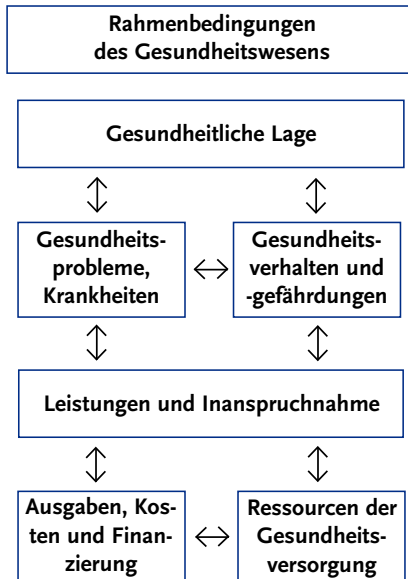 Rahmenbedingungen
des Gesundheitswesens
Gesundheitliche Lage
Gesundheits-
probleme,
Krankheiten
Gesundheits-
verhalten und
-gefährdungen
Leistungen und Inanspruchnahme
Ausgaben, Kos-
ten und Finan-
zierung
Ressourcen der
Gesundheits-
versorgung